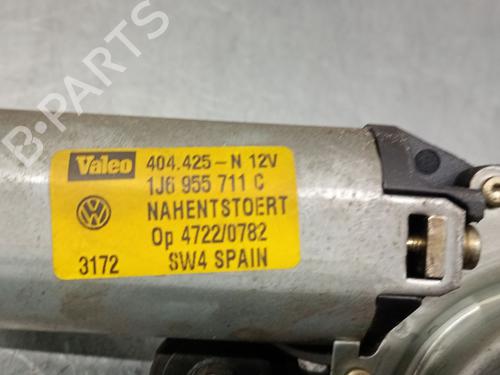 Valeo 404.425-N 12V
1J6 955 711 C
NAHENTSTOERT
Op 4722/0782
3172 SW4 SPAIN
B-Parts